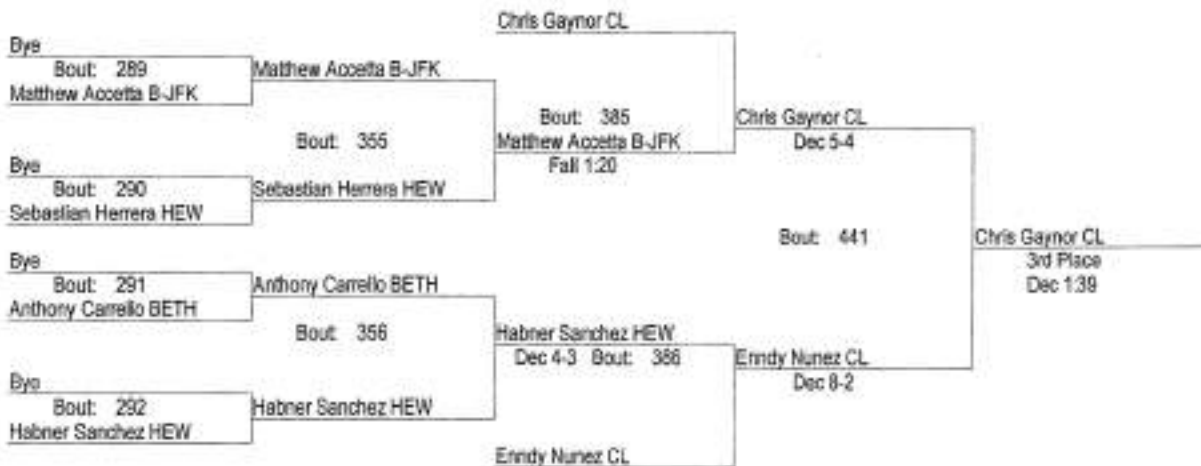 Chris Gaynor CL
Bye
Bout: 289
Matthew Accetta B-JFK
Matthew Accetta B-JFK
Bout: 385
Chris Gaynor CL
Dec 5-4
Bout: 355
Matthew Accetta B-JFK
Fall 1:20
Bye
Bout: 290
Sebastian Herrera HEW
Sebastian Herrera HEW
Bout: 441
Chris Gaynor CL
3rd Place
Dec 1:39
Bye
Bout: 291
Anthony Carrello BETH
Anthony Carrello BETH
Bout: 356
Habner Sanchez HEW
Dec 4-3 Bout: 386
Enndy Nunez CL
Dec 8-2
Bye
Bout: 292
Habner Sanchez HEW
Habner Sanchez HEW
Enndy Nunez CL